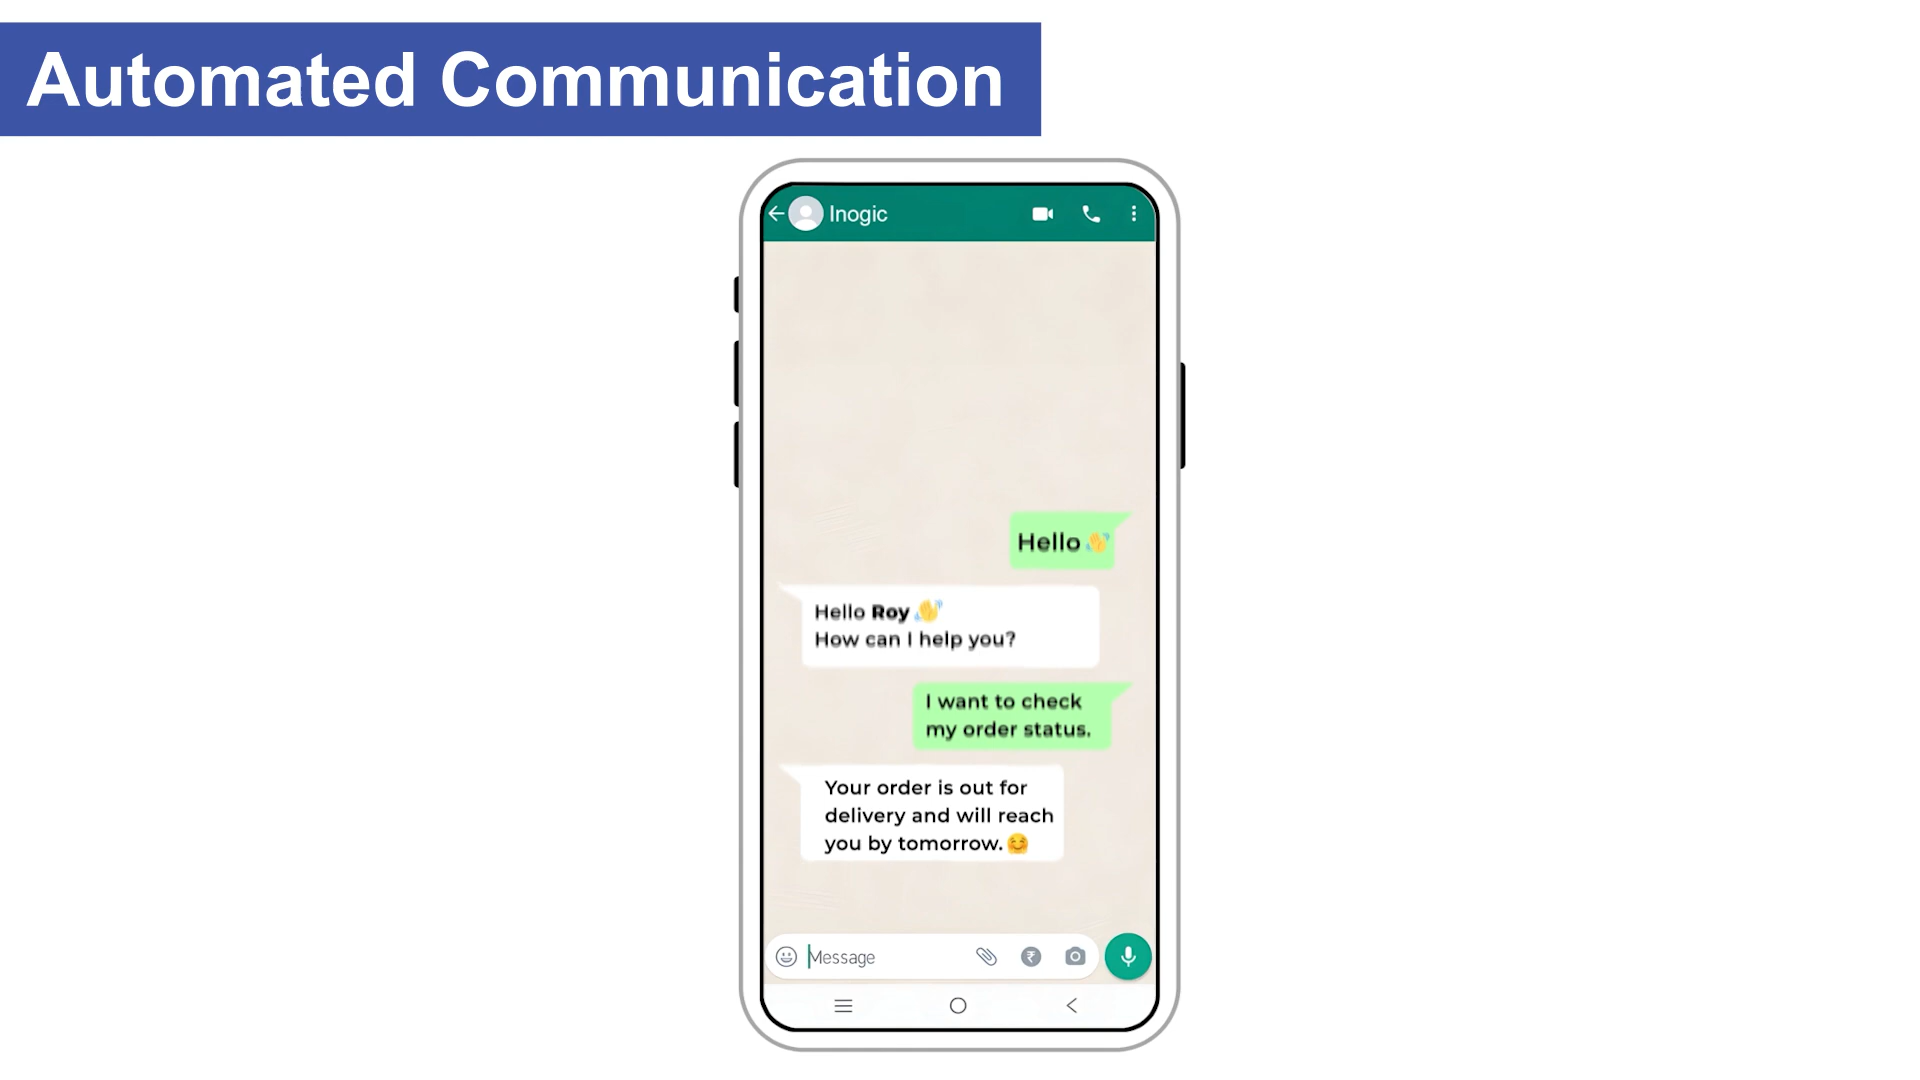 Automated Communication
Inogic
Hello 👋
Hello Roy 👋
How can I help you?
I want to check
my order status.
Your order is out for
delivery and will reach
you by tomorrow. 🤗
Message